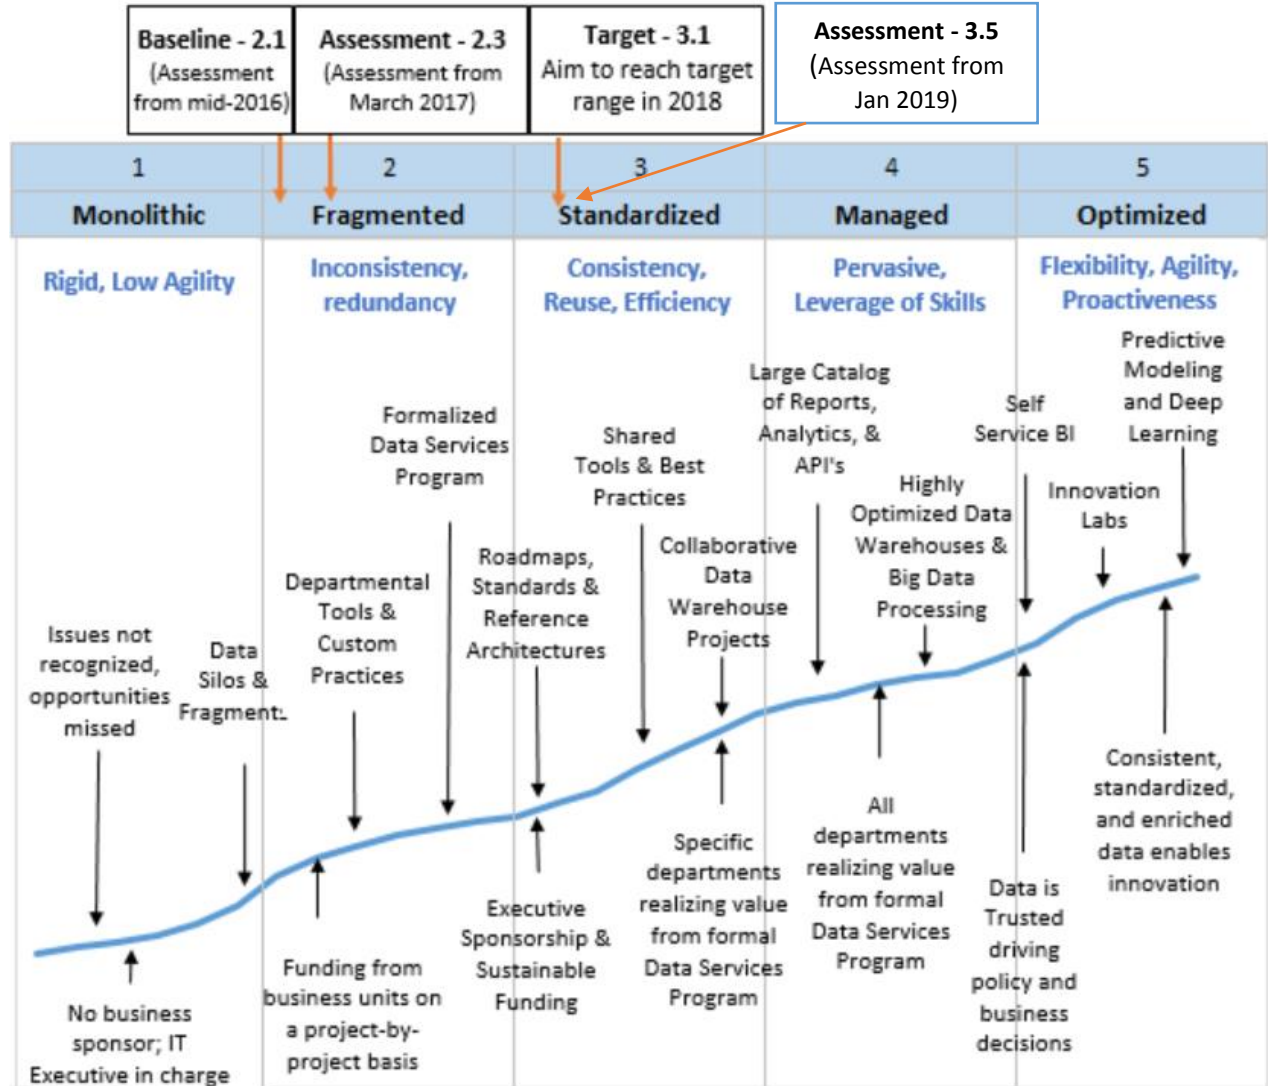 Baseline - 2.1
(Assessment
from mid-2016)
Assessment - 2.3
(Assessment from
March 2017)
Target - 3.1
Aim to reach target
range in 2018
Assessment - 3.5
(Assessment from
Jan 2019)
1
2
3
4
5
Monolithic
Fragmented
Standardized
Managed
Optimized
Rigid, Low Agility
Inconsistency,
redundancy
Consistency,
Reuse, Efficiency
Pervasive,
Leverage of Skills
Flexibility, Agility,
Proactiveness
Issues not
recognized,
opportunities
missed
Data
Silos &
Fragments
No business
sponsor; IT
Executive in charge
Departmental
Tools &
Custom
Practices
Formalized
Data Services
Program
Funding from
business units on
a project-by-
project basis
Roadmaps,
Standards &
Reference
Architectures
Shared
Tools & Best
Practices
Collaborative
Data
Warehouse
Projects
Executive
Sponsorship &
Sustainable
Funding
Specific
departments
realizing value
from formal
Data Services
Program
Large Catalog
of Reports,
Analytics, &
API's
Highly
Optimized Data
Warehouses &
Big Data
Processing
All
departments
realizing value
from formal
Data Services
Program
Self
Service BI
Innovation
Labs
Predictive
Modeling
and Deep
Learning
Data is
Trusted
driving
policy and
business
decisions
Consistent,
standardized,
and enriched
data enables
innovation